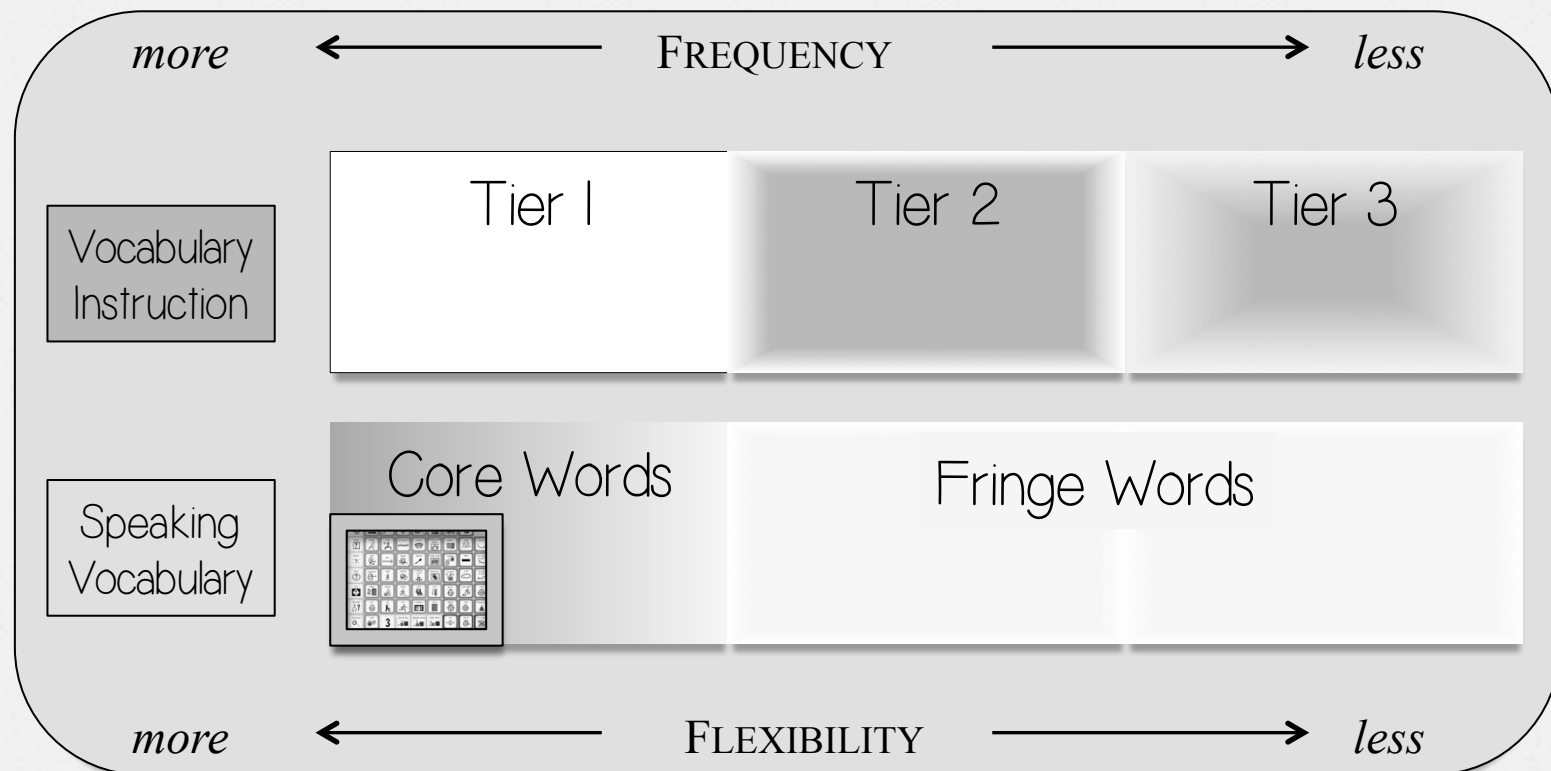 more FREQUENCY less
Tier 1 Tier 2 Tier 3
Vocabulary
Instruction
Core Words Fringe Words
Speaking
Vocabulary
3
more FLEXIBILITY less